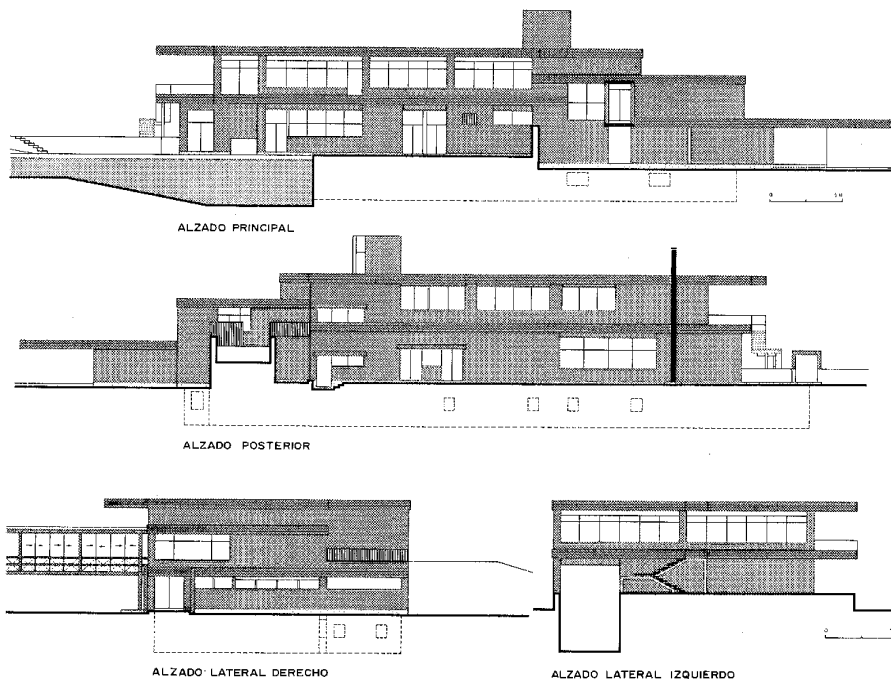 ALZADO PRINCIPAL
ALZADO POSTERIOR
ALZADO LATERAL DERECHO
ALZADO LATERAL IZQUIERDO